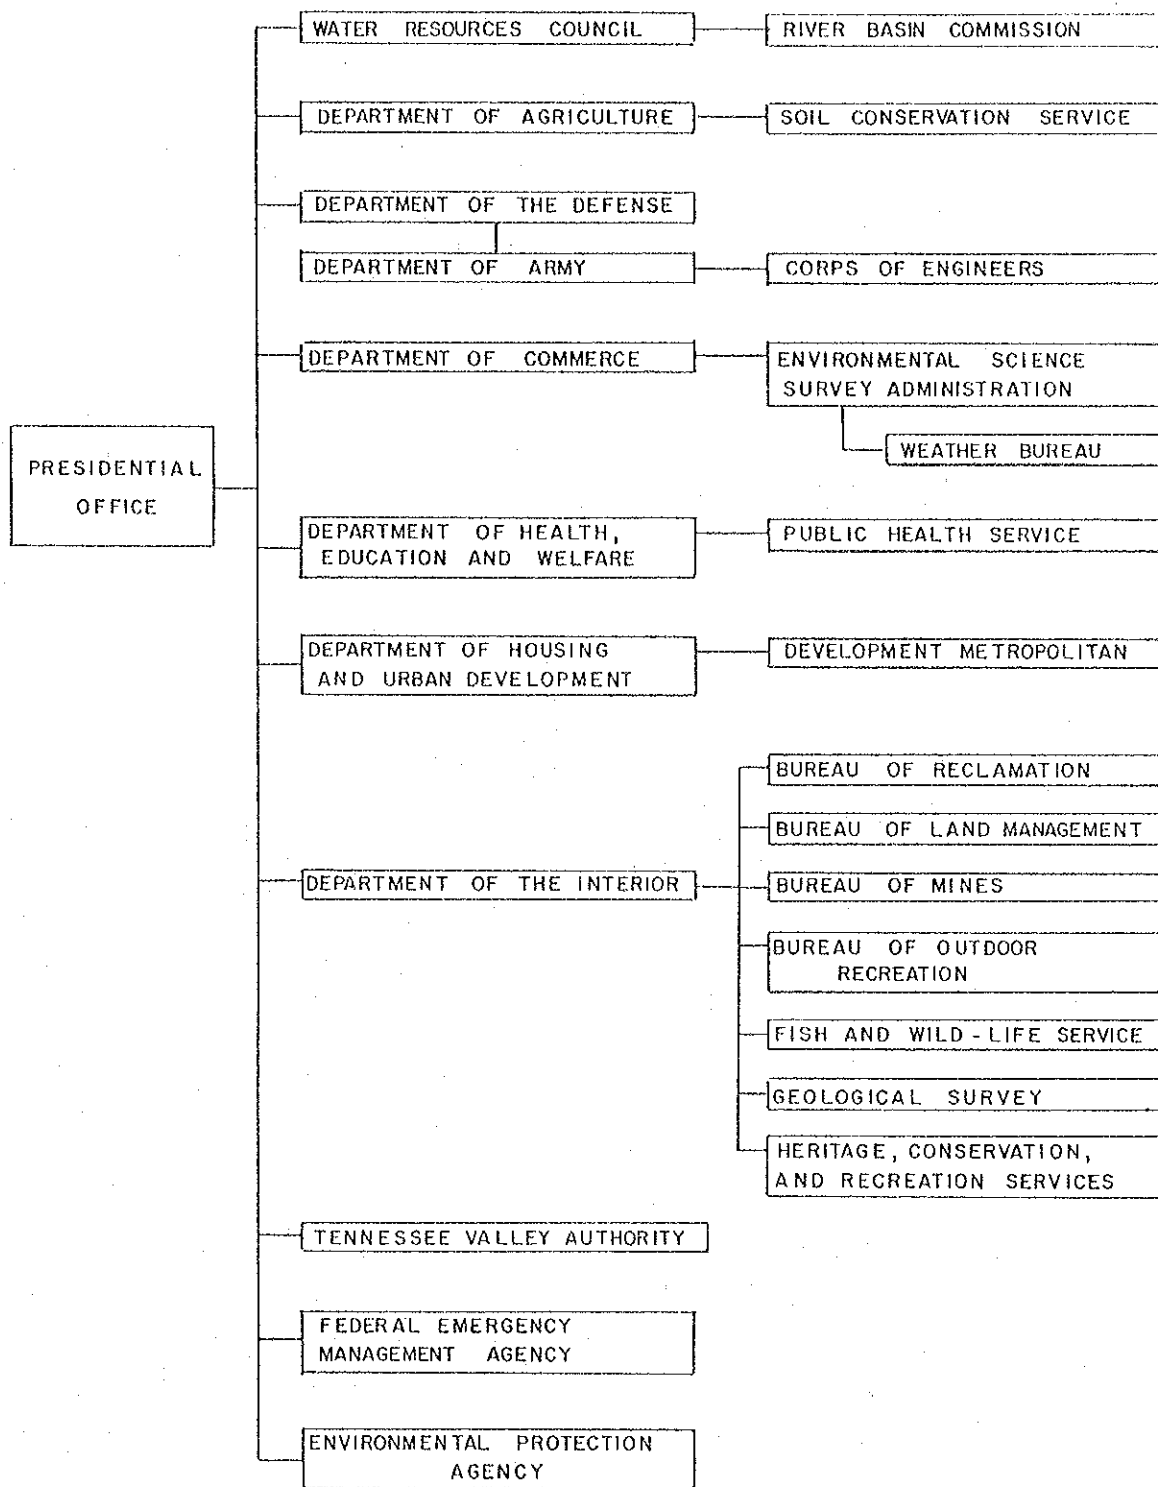 WATER RESOURCES COUNCIL
RIVER BASIN COMMISSION
DEPARTMENT OF AGRICULTURE
SOIL CONSERVATION SERVICE
DEPARTMENT OF THE DEFENSE
DEPARTMENT OF ARMY
CORPS OF ENGINEERS
DEPARTMENT OF COMMERCE
ENVIRONMENTAL SCIENCE
SURVEY ADMINISTRATION
WEATHER BUREAU
PRESIDENTIAL
OFFICE
DEPARTMENT OF HEALTH,
EDUCATION AND WELFARE
PUBLIC HEALTH SERVICE
DEPARTMENT OF HOUSING
AND URBAN DEVELOPMENT
DEVELOPMENT METROPOLITAN
DEPARTMENT OF THE INTERIOR
BUREAU OF RECLAMATION
BUREAU OF LAND MANAGEMENT
BUREAU OF MINES
BUREAU OF OUTDOOR
RECREATION
FISH AND WILD - LIFE SERVICE
GEOLOGICAL SURVEY
HERITAGE, CONSERVATION,
AND RECREATION SERVICES
TENNESSEE VALLEY AUTHORITY
FEDERAL EMERGENCY
MANAGEMENT AGENCY
ENVIRONMENTAL PROTECTION
AGENCY